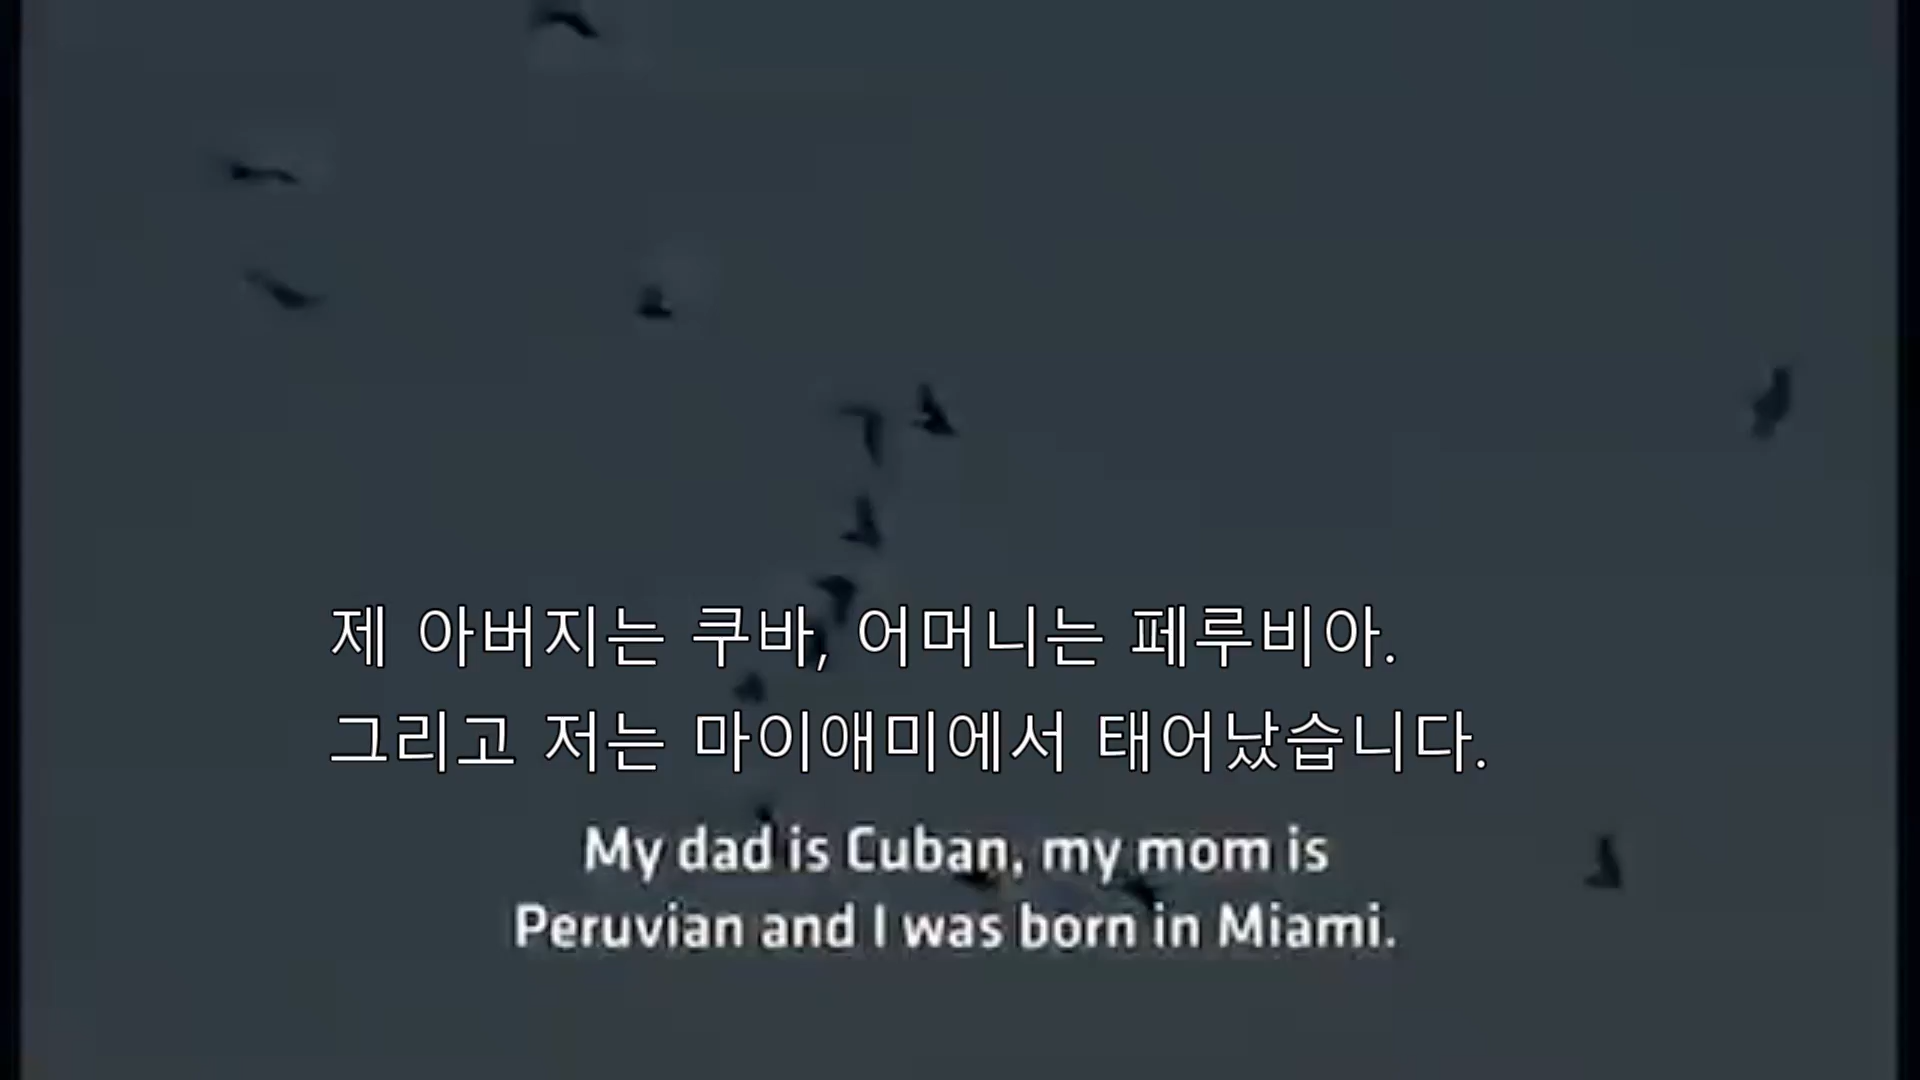 제 아버지는 쿠바, 어머니는 페루비아.
그리고 저는 마이애미에서 태어났습니다.
My dad is Cuban, my mom is
Peruvian and I was born in Miami.